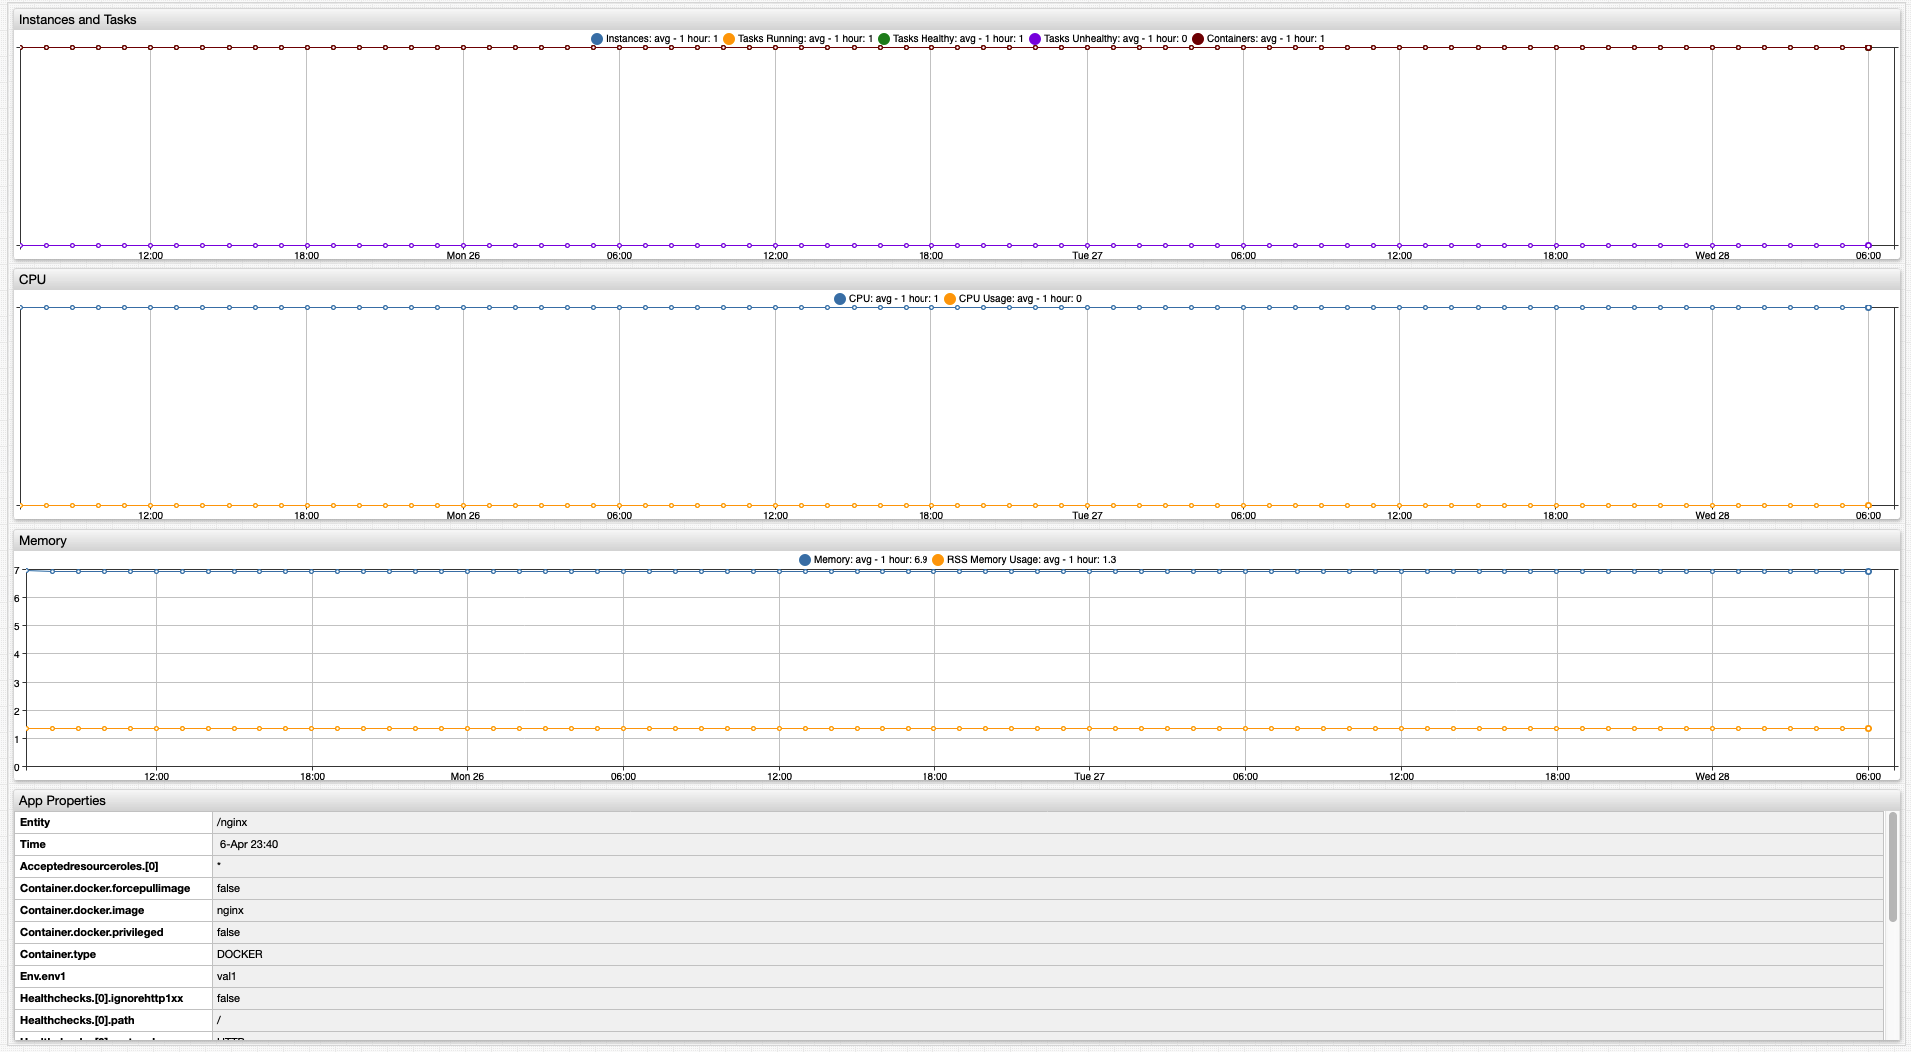 Instances and Tasks
Instances: avg - 1 hour: 1 Tasks Running: avg - 1 hour: 1 Tasks Healthy: avg - 1 hour: 1 Tasks Unhealthy: avg - 1 hour: 0 Containers: avg - 1 hour: 1
12:00 18:00 Mon 26 06:00 12:00 18:00 Tue 27 06:00 12:00 18:00 Wed 28 06:00
CPU
CPU: avg - 1 hour: 1 CPU Usage: avg - 1 hour: 0
12:00 18:00 Mon 26 06:00 12:00 18:00 Tue 27 06:00 12:00 18:00 Wed 28 06:00
Memory
Memory: avg - 1 hour: 6.9 RSS Memory Usage: avg - 1 hour: 1.3
7
6
5
4
3
2
1
0
12:00 18:00 Mon 26 06:00 12:00 18:00 Tue 27 06:00 12:00 18:00 Wed 28 06:00
App Properties
Entity /nginx
Time 6-Apr 23:40
Acceptedresourceroles.[0] *
Container.docker.forcepullimage false
Container.docker.image nginx
Container.docker.privileged false
Container.type DOCKER
Env.env1 val1
Healthchecks.[0].ignorehttp1xx false
Healthchecks.[0].path /